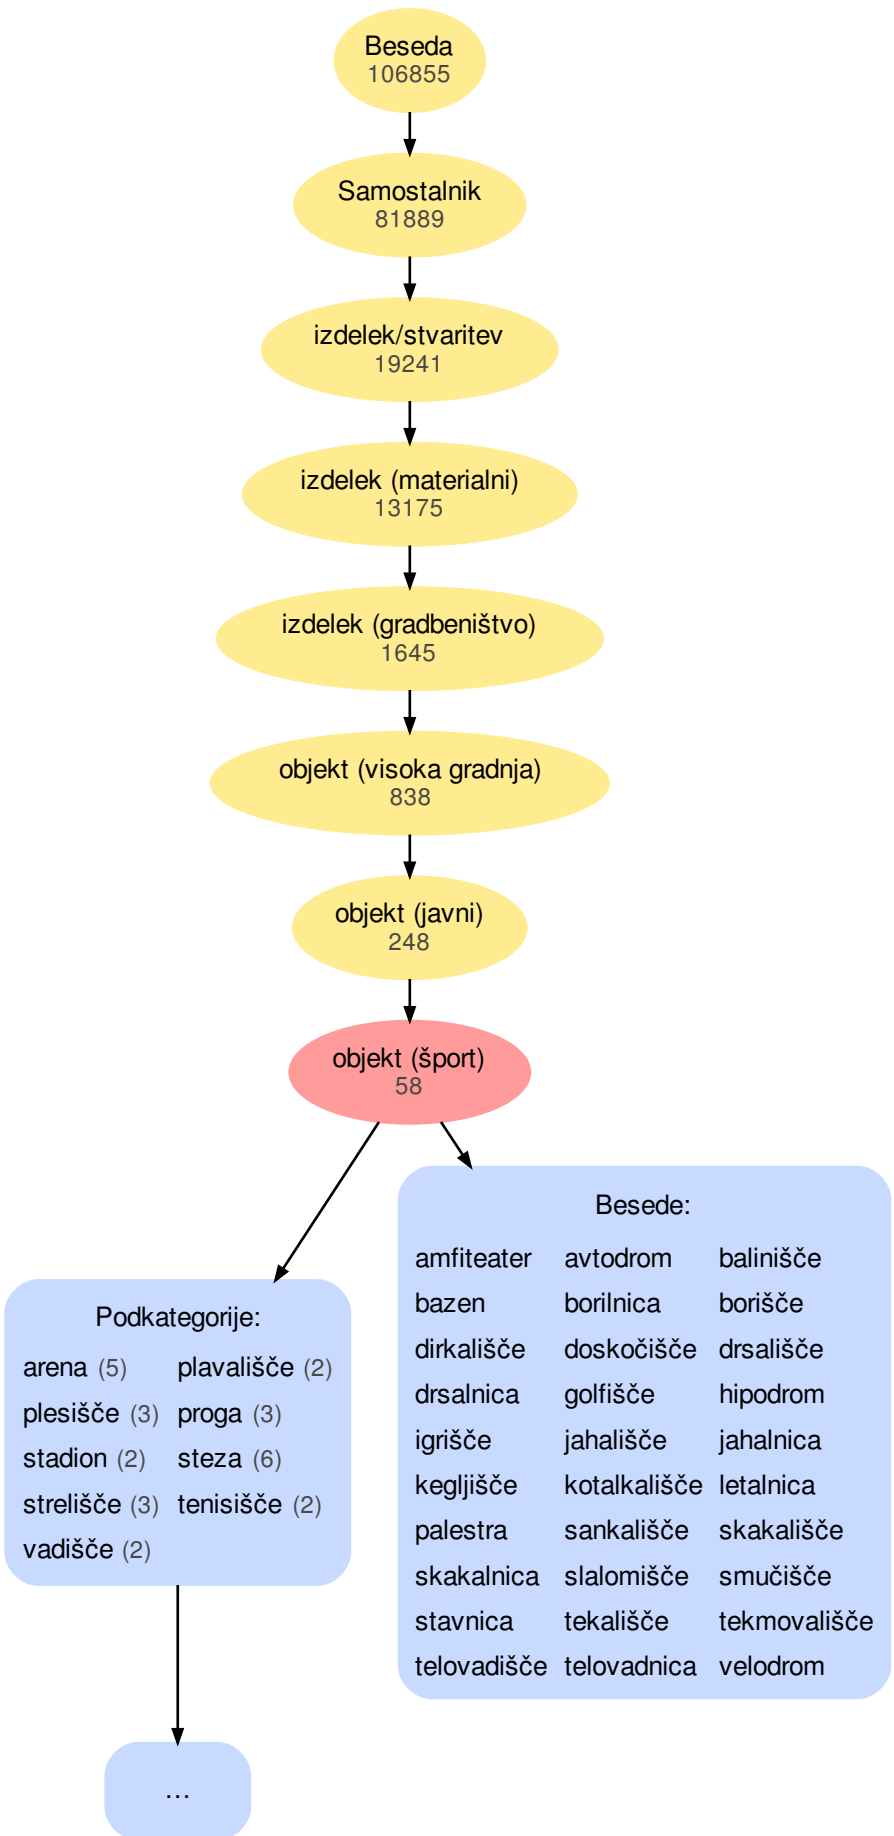 Beseda
106855
Samostalnik
81889
izdelek/stvaritev
19241
izdelek (materialni)
13175
izdelek (gradbeništvo)
1645
objekt (visoka gradnja)
838
objekt (javni)
248
objekt (šport)
58
Podkategorije:
arena (5) plavališče (2)
plesišče (3) proga (3)
stadion (2) steza (6)
strelišče (3) tenisišče (2)
vadišče (2)
...
Besede:
amfiteater avtodrom balinišče
bazen borilnica borišče
dirkališče doskočišče drsališče
drsalnica golfišče hipodrom
igrišče jahališče jahalnica
kegljišče kotalkališče letalnica
palestra sankališče skakališče
skakalnica slalomišče smučišče
stavnica tekališče tekmovališče
telovadišče telovadnica velodrom